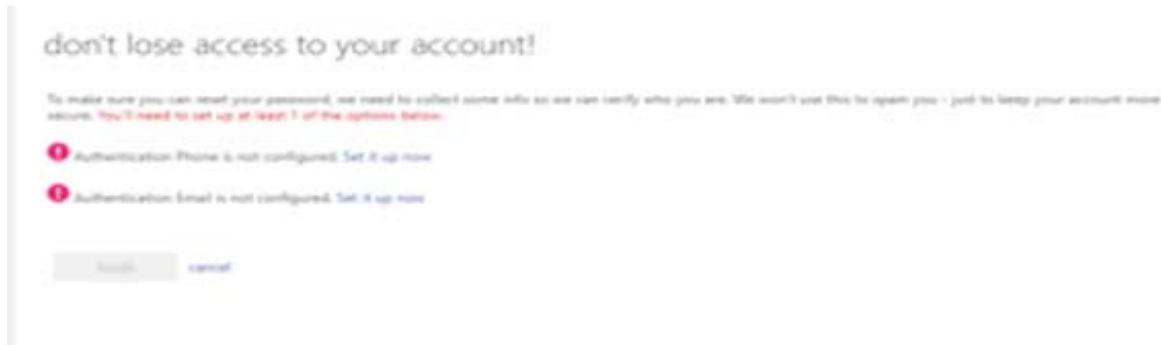 don't lose access to your account!
To make sure you can reset your password, we need to collect some info so we can verify who you are. We won't use this to spam you - just to keep your account more
secure. You'll need to set up at least 1 of the options below.
Authentication Phone is not configured. Set it up now
Authentication Email is not configured. Set it up now
finish cancel